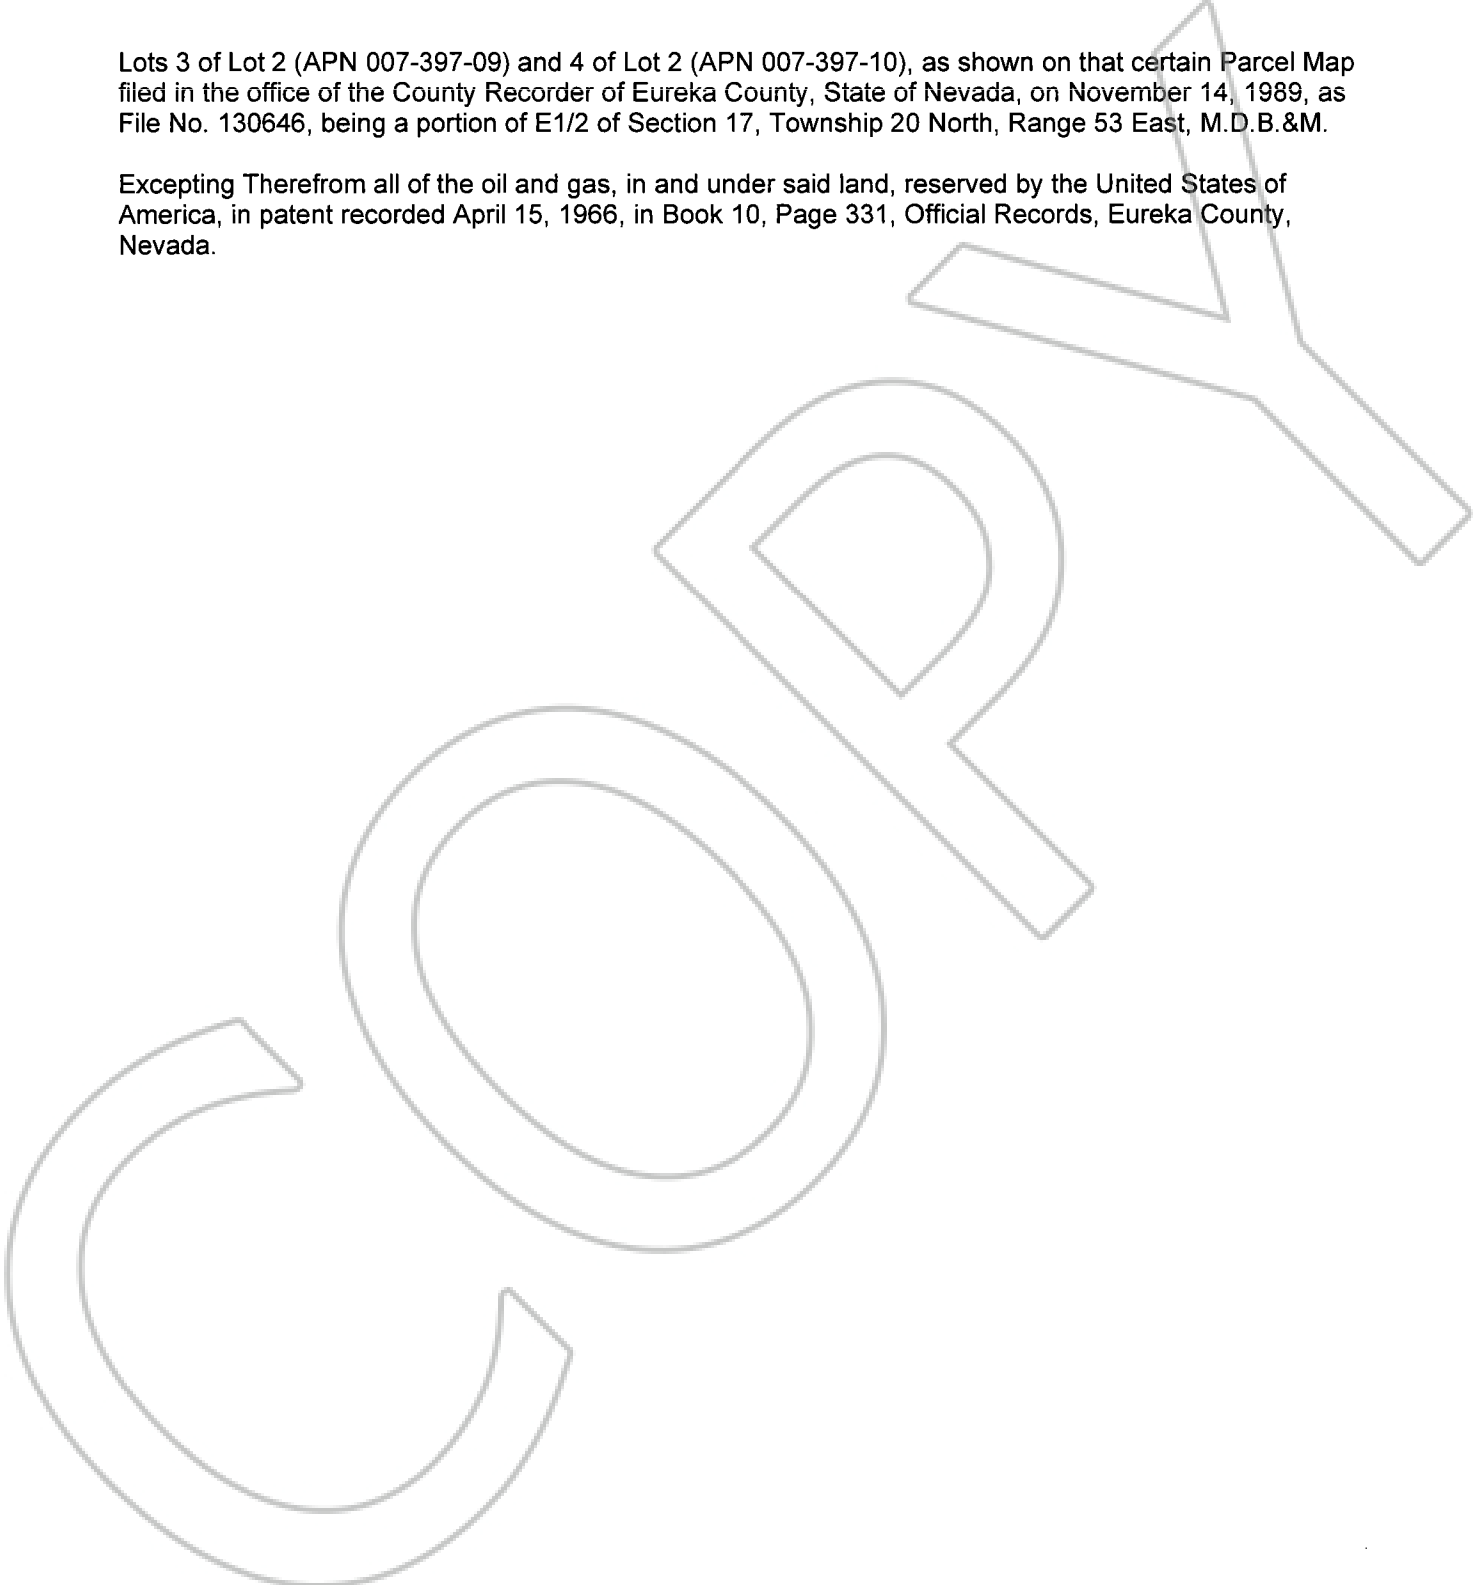 Lots 3 of Lot 2 (APN 007-397-09) and 4 of Lot 2 (APN 007-397-10), as shown on that certain Parcel Map
filed in the office of the County Recorder of Eureka County, State of Nevada, on November 14, 1989, as
File No. 130646, being a portion of E1/2 of Section 17, Township 20 North, Range 53 East, M.D.B.&M.
Excepting Therefrom all of the oil and gas, in and under said land, reserved by the United States of
America, in patent recorded April 15, 1966, in Book 10, Page 331, Official Records, Eureka County,
Nevada.
COPY